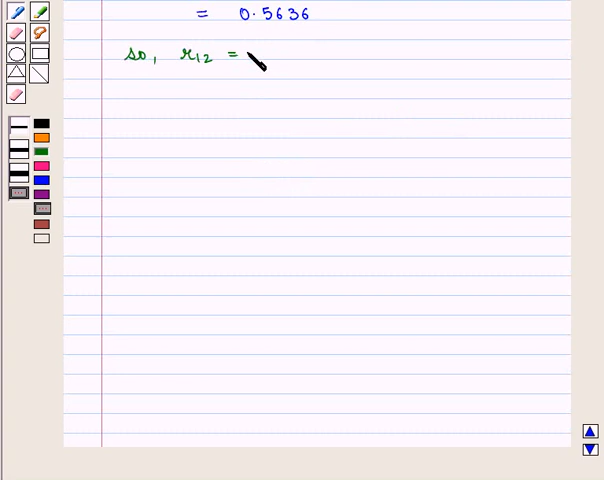 = 0.5636
so, r12 =